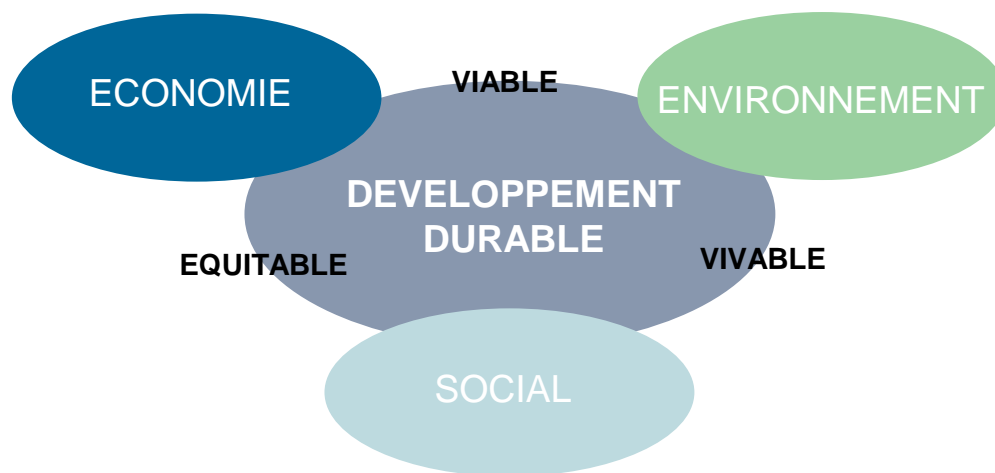 ECONOMIE
VIABLE
ENVIRONNEMENT
DEVELOPPEMENT
DURABLE
EQUITABLE
VIVABLE
SOCIAL